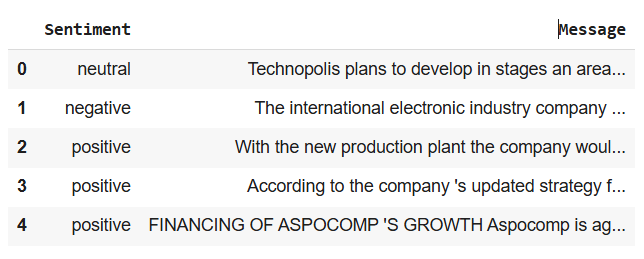 Sentiment Message
0 neutral Technopolis plans to develop in stages an area...
1 negative The international electronic industry company ...
2 positive With the new production plant the company woul...
3 positive According to the company 's updated strategy f...
4 positive FINANCING OF ASPOCOMP 'S GROWTH Aspocomp is ag...